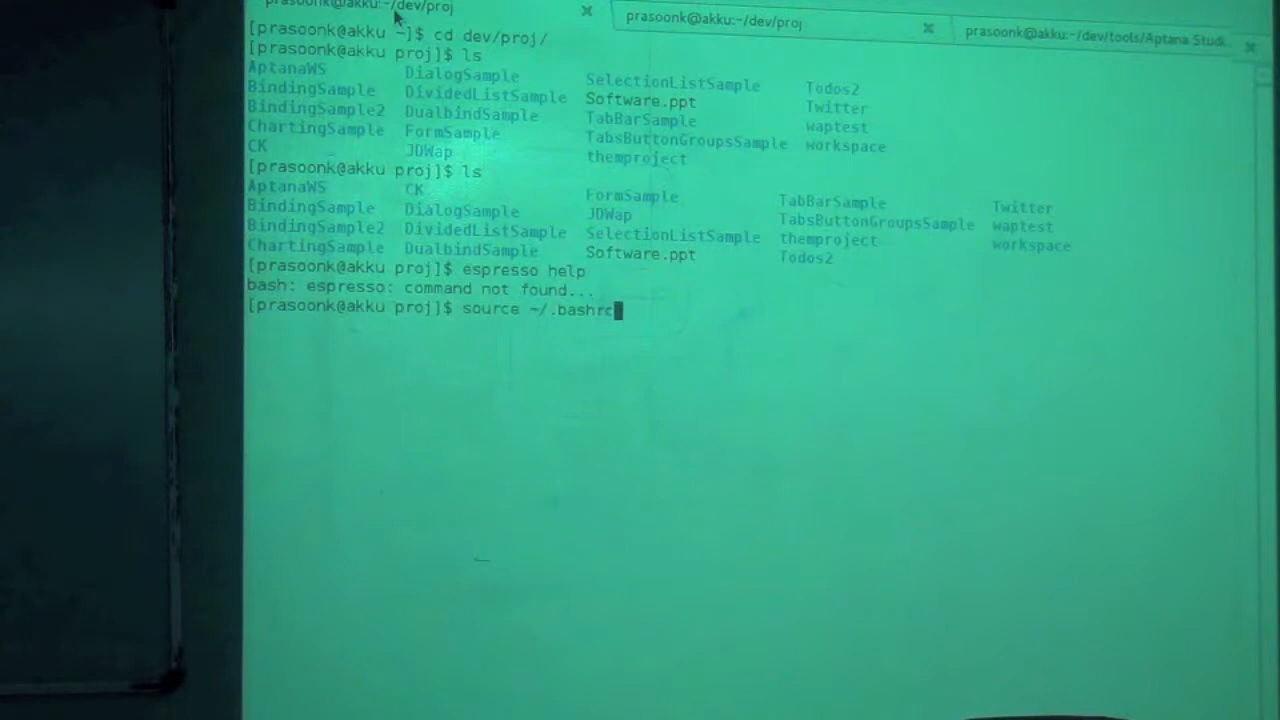 prasoonk@akku:~/dev/proj
prasoonk@akku:~/dev/proj
prasoonk@akku:~/dev/tools/Aptana Studi...
[prasoonk@akku ~]$ cd dev/proj/
[prasoonk@akku proj]$ ls
AptanaWS DialogSample SelectionListSample Todos2
BindingSample DividedListSample Software.ppt Twitter
BindingSample2 DualbindSample TabBarSample waptest
ChartingSample FormSample TabsButtonGroupsSample workspace
CK JDWap themproject
[prasoonk@akku proj]$ ls
AptanaWS CK FormSample TabBarSample Twitter
BindingSample DialogSample JDWap TabsButtonGroupsSample waptest
BindingSample2 DividedListSample SelectionListSample themproject workspace
ChartingSample DualbindSample Software.ppt Todos2
[prasoonk@akku proj]$ espresso help
bash: espresso: command not found...
[prasoonk@akku proj]$ source ~/.bashrc